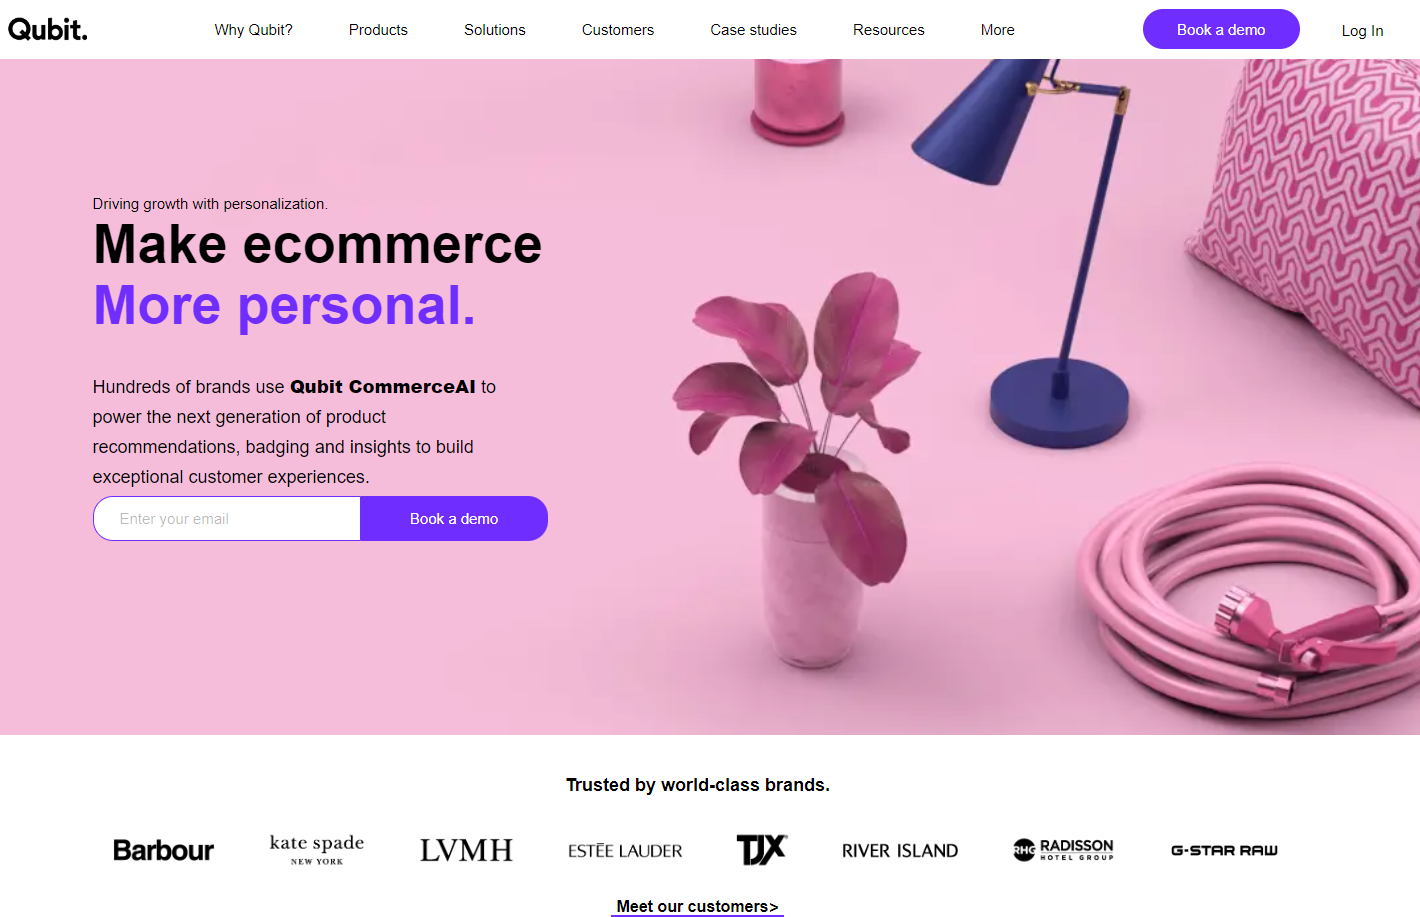 Qubit.
Why Qubit?
Products
Solutions
Customers
Case studies
Resources
More
Book a demo
Log In
Driving growth with personalization.
Make ecommerce
More personal.
Hundreds of brands use Qubit CommerceAI to
power the next generation of product
recommendations, badging and insights to build
exceptional customer experiences.
Enter your email
Book a demo
Trusted by world-class brands.
Barbour
kate spade
NEW YORK
LVMH
ESTĒE LAUDER
TJX
RIVER ISLAND
RHG
RADISSON
HOTEL GROUP
G-STAR RAW
Meet our customers>